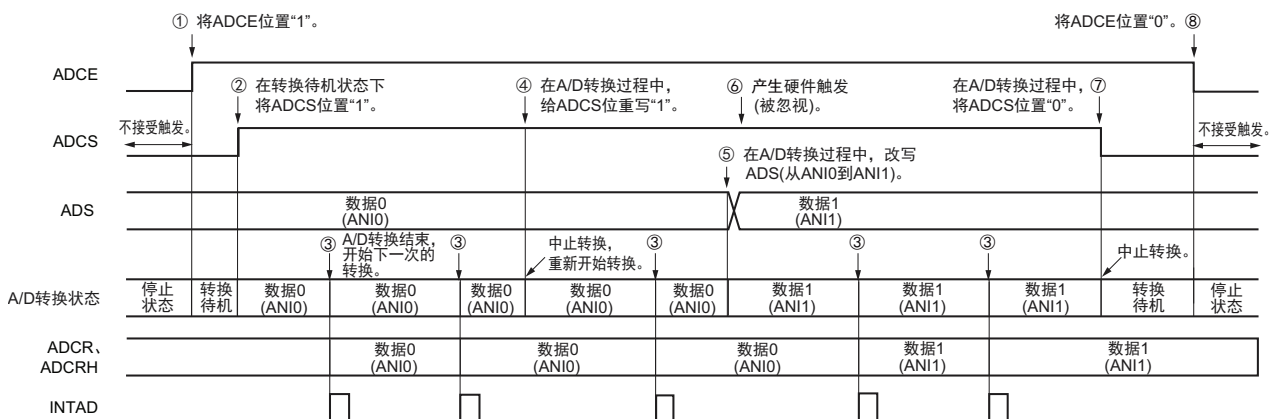 ① 将ADCE位置“1”。
将ADCE位置“0”。⑧
ADCE
② 在转换待机状态下
将ADCS位置“1”。
④ 在A/D转换过程中，
给ADCS位重写“1”。
⑥ 产生硬件触发
(被忽视)。
在A/D转换过程中，⑦
将ADCS位置“0”。
不接受触发。
不接受触发。
ADCS
⑤ 在A/D转换过程中，改写
ADS(从ANI0到ANI1)。
ADS
数据0
(ANI0)
数据1
(ANI1)
③ A/D转换结束，
开始下一次的
转换。
③
中止转换，
重新开始转换。
③
③
③
中止转换。
A/D转换状态
停止
状态
转换
待机
数据0
(ANI0)
数据0
(ANI0)
数据0
(ANI0)
数据0
(ANI0)
数据0
(ANI0)
数据1
(ANI1)
数据1
(ANI1)
数据1
(ANI1)
转换
待机
停止
状态
ADCR、
ADCRH
数据0
(ANI0)
数据0
(ANI0)
数据0
(ANI0)
数据1
(ANI1)
数据1
(ANI1)
INTAD